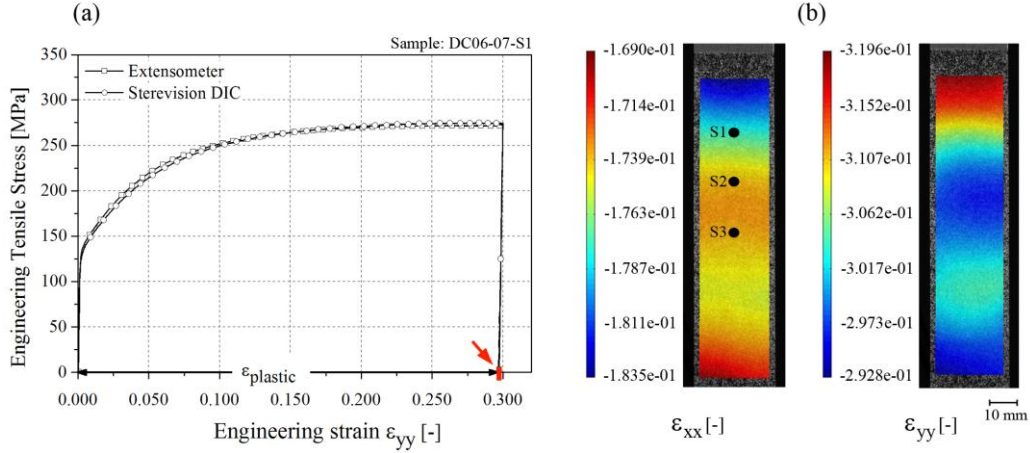 (a)
Sample: DC06-07-S1
Extensometer
Sterevision DIC
Engineering Tensile Stress [MPa]
350
300
250
200
150
100
50
0
εplastic
0.000 0.050 0.100 0.150 0.200 0.250 0.300
Engineering strain εyy [-]
(b)
-1.690e-01
-1.714e-01
-1.739e-01
-1.763e-01
-1.787e-01
-1.811e-01
-1.835e-01
S1
S2
S3
εxx [-]
-3.196e-01
-3.152e-01
-3.107e-01
-3.062e-01
-3.017e-01
-2.973e-01
-2.928e-01
εyy [-]
10 mm